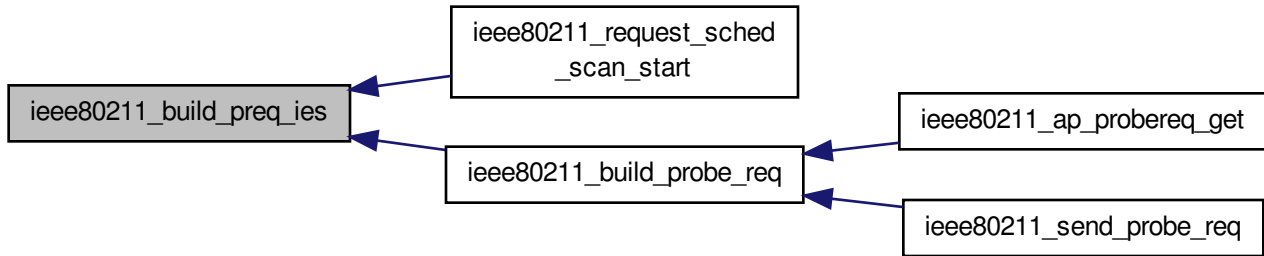 ieee80211_request_sched
_scan_start
ieee80211_build_preq_ies
ieee80211_ap_probereq_get
ieee80211_build_probe_req
ieee80211_send_probe_req